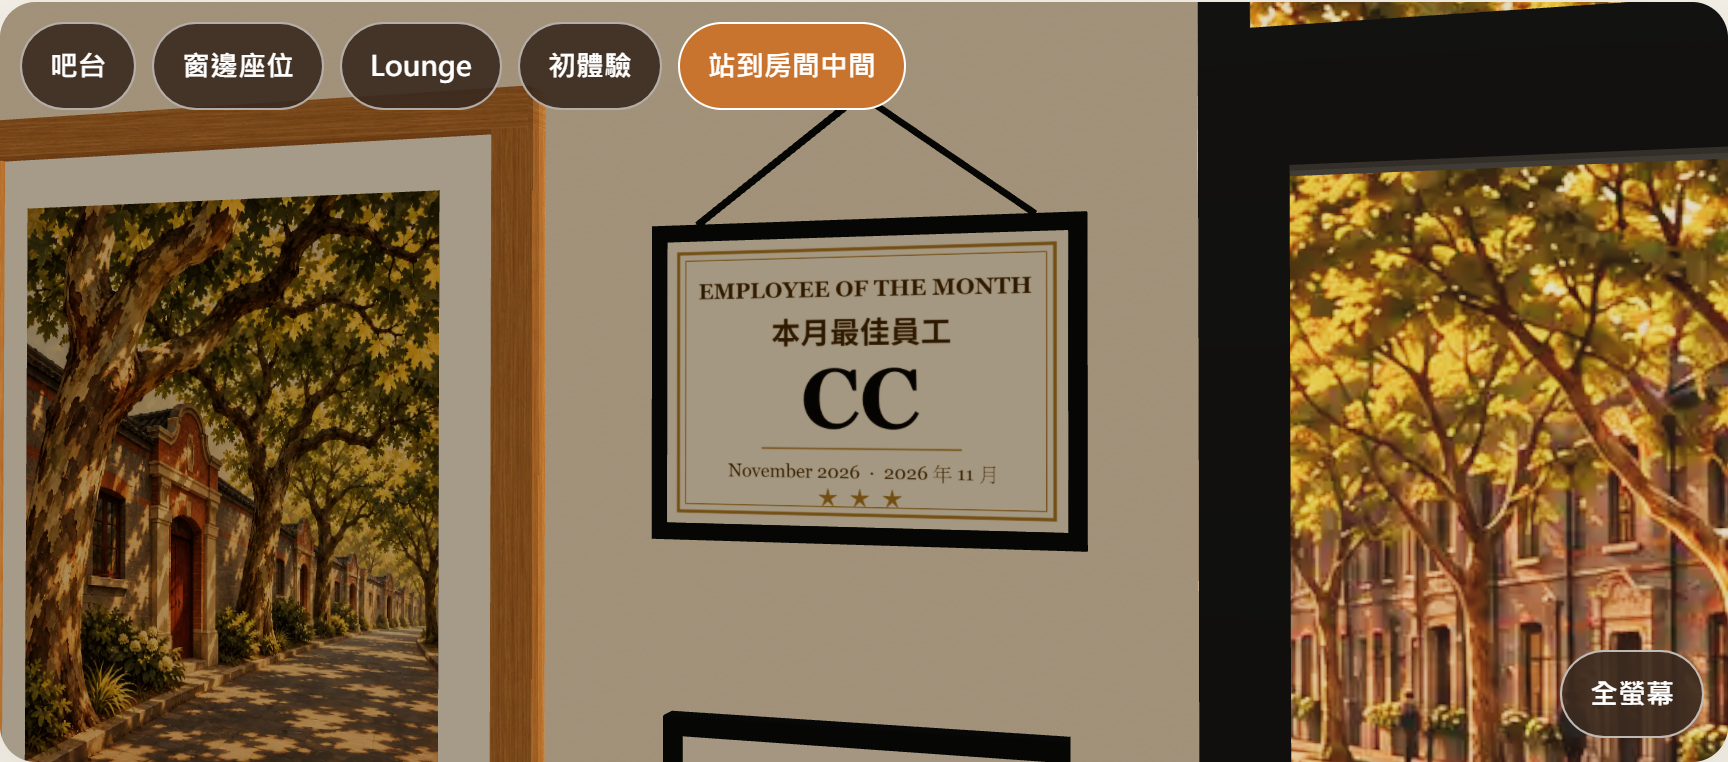 吧台
窗邊座位
Lounge
初體驗
站到房間中間
EMPLOYEE OF THE MONTH
本月最佳員工
CC
November 2026 · 2026 年 11 月
★ ★ ★
全螢幕